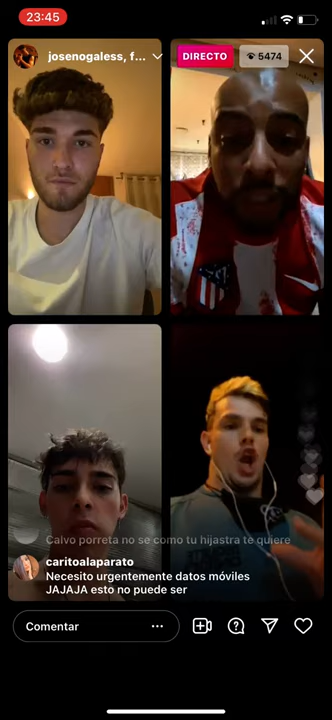 23:45
josenogaless, f...
DIRECTO
5474
Calvo porreta no se como tu hijastra te quiere
caritoalaparato
Necesito urgentemente datos móviles
JAJAJA esto no puede ser
Comentar